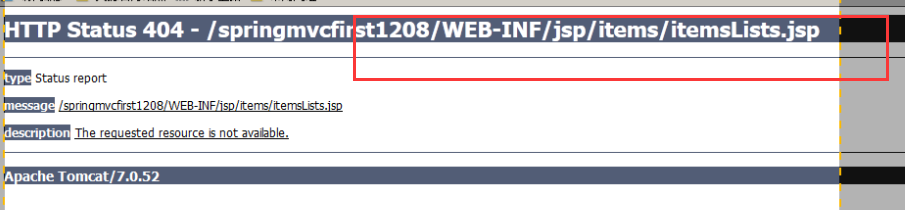 HTTP Status 404 - /springmvcfirst1208/WEB-INF/jsp/items/itemsLists.jsp
type Status report
message /springmvcfirst1208/WEB-INF/jsp/items/itemsLists.jsp
description The requested resource is not available.
Apache Tomcat/7.0.52